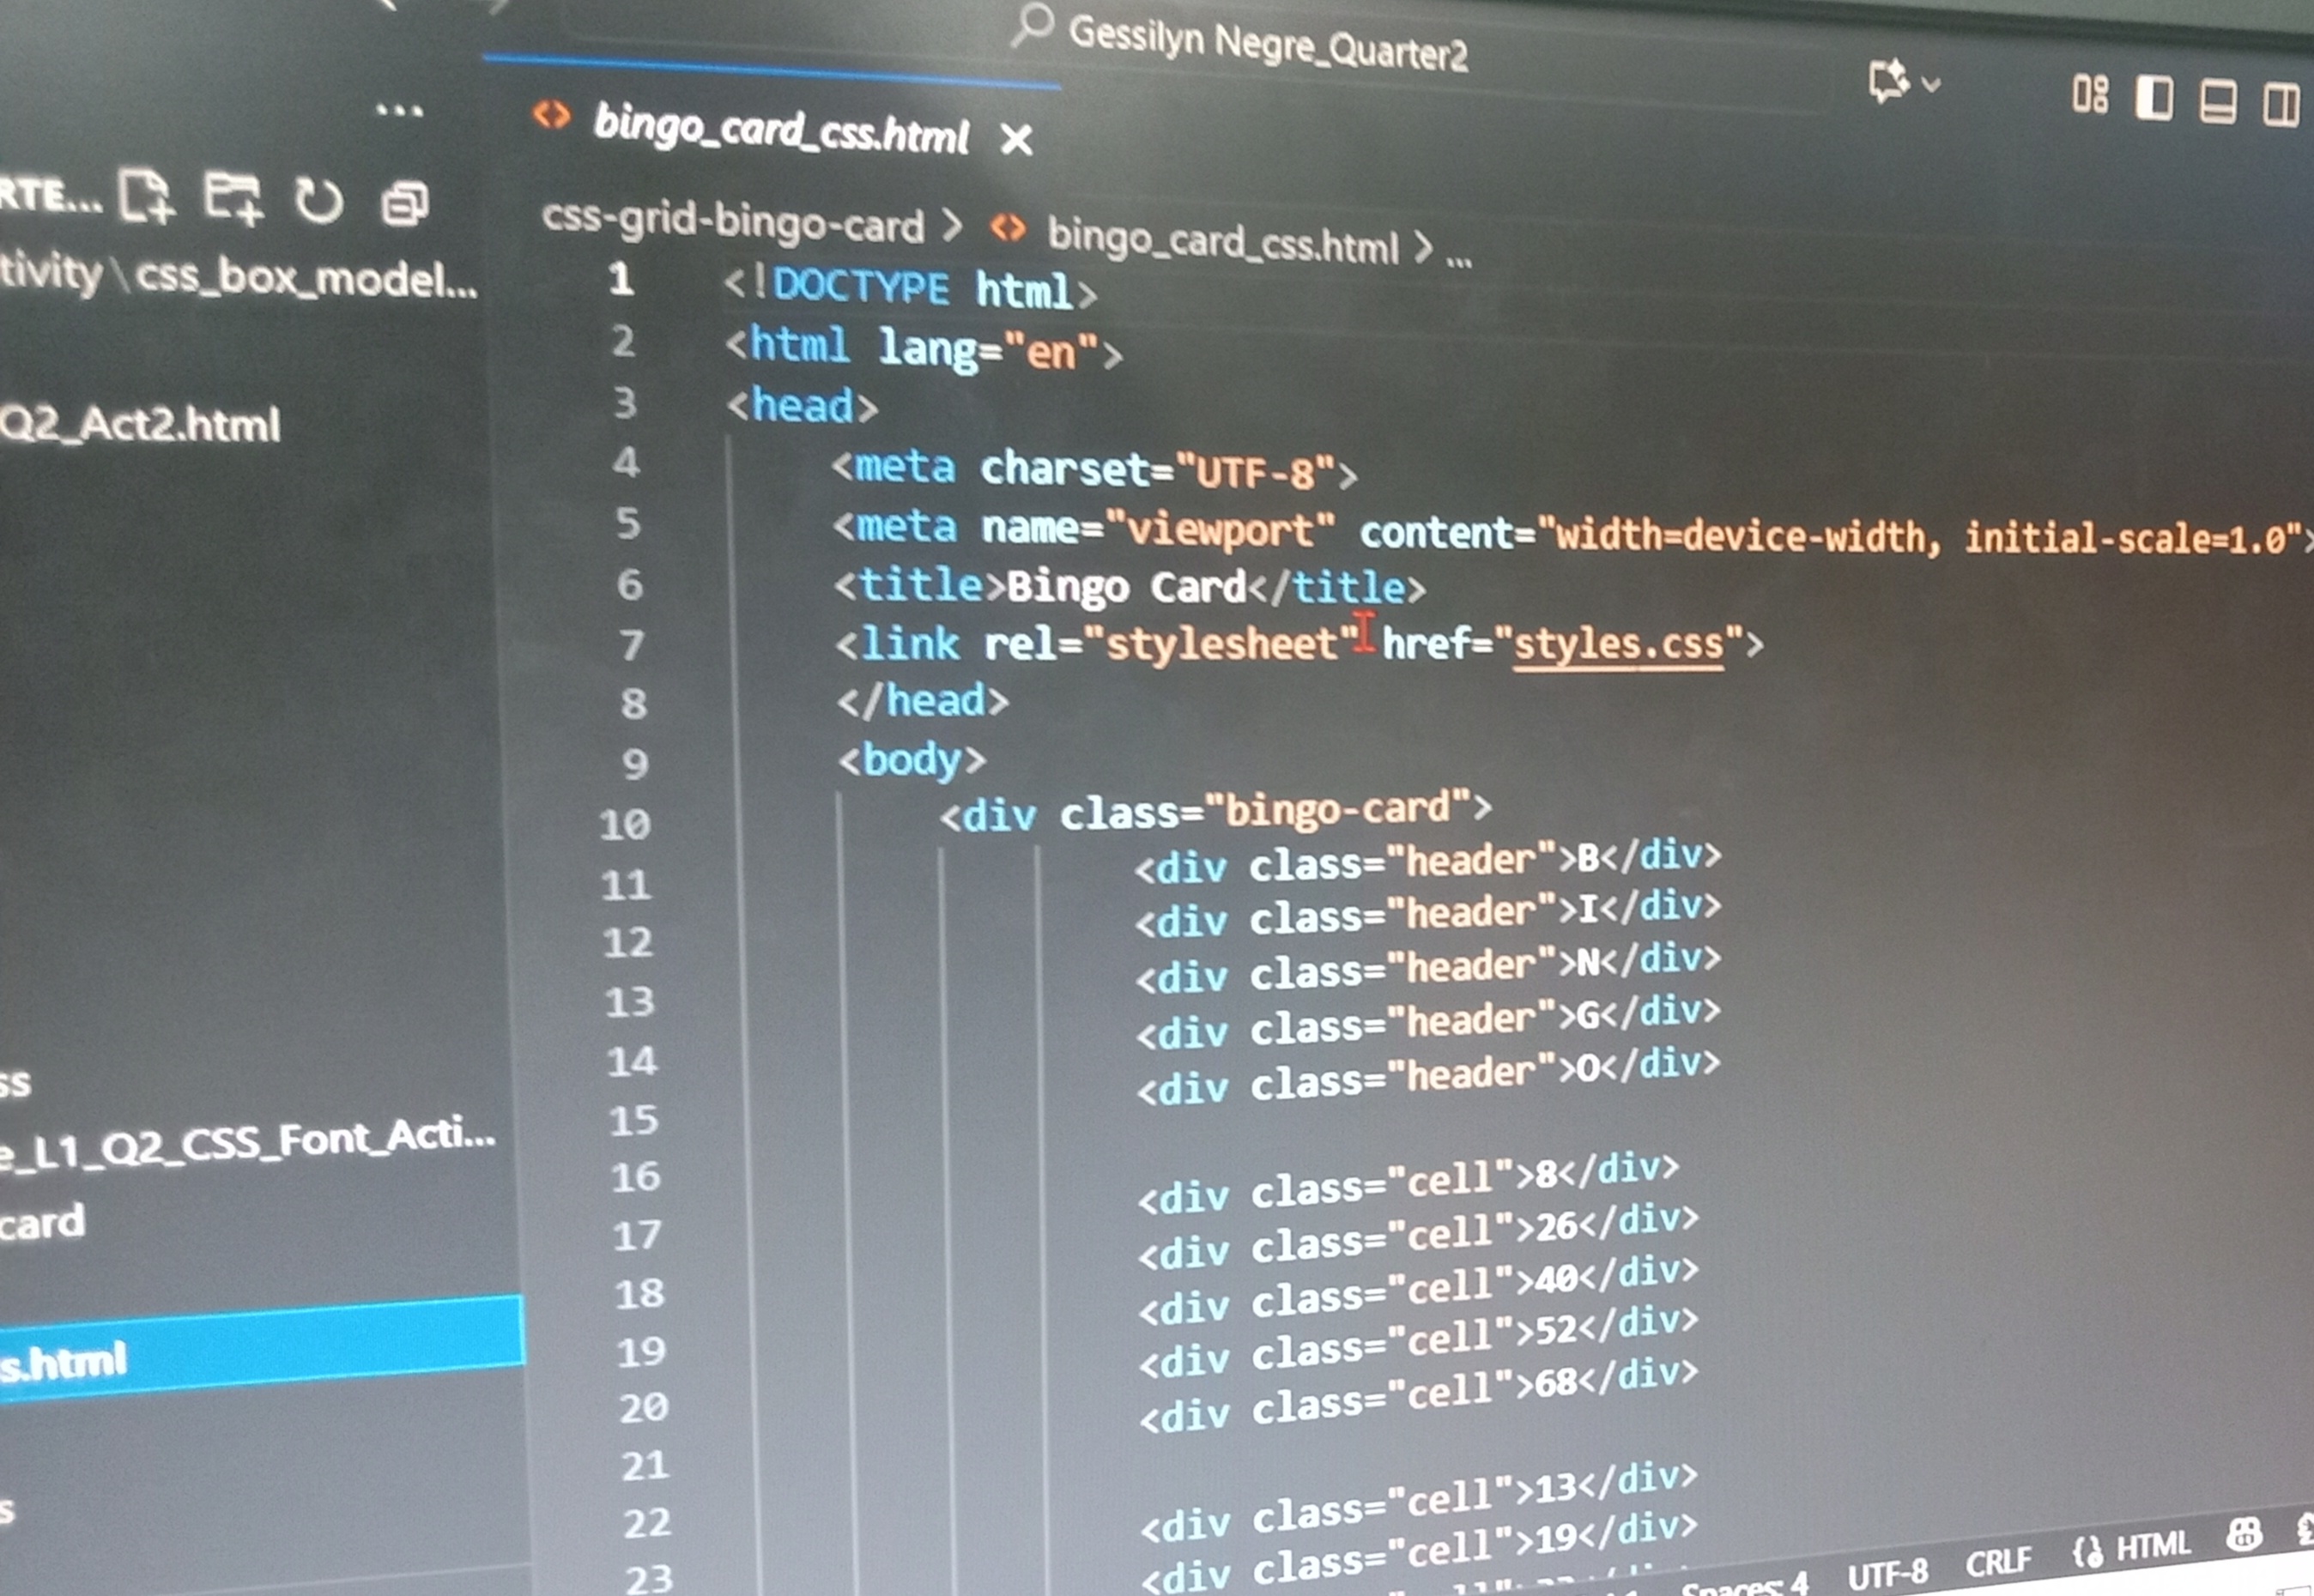 Gessilyn Negre_Quarter2
...
bingo_card_css.html
RTE...
css-grid-bingo-card > bingo_card_css.html > ...
tivity\css_box_model...
Q2_Act2.html
ss
e_L1_Q2_CSS_Font_Acti...
card
s.html
s
1 <!DOCTYPE html>
2 <html lang="en">
3 <head>
4 <meta charset="UTF-8">
5 <meta name="viewport" content="width=device-width, initial-scale=1.0">
6 <title>Bingo Card</title>
7 <link rel="stylesheet" href="styles.css">
8 </head>
9 <body>
10 <div class="bingo-card">
11 <div class="header">B</div>
12 <div class="header">I</div>
13 <div class="header">N</div>
14 <div class="header">G</div>
15 <div class="header">O</div>
16
17 <div class="cell">8</div>
18 <div class="cell">26</div>
19 <div class="cell">40</div>
20 <div class="cell">52</div>
21 <div class="cell">68</div>
22
23 <div class="cell">13</div>
<div class="cell">19</div>
Spaces: 4 UTF-8 CRLF HTML